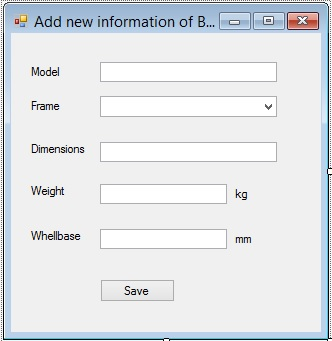 Add new information of B...
Model
Frame
Dimensions
Weight kg
Whellbase mm
Save